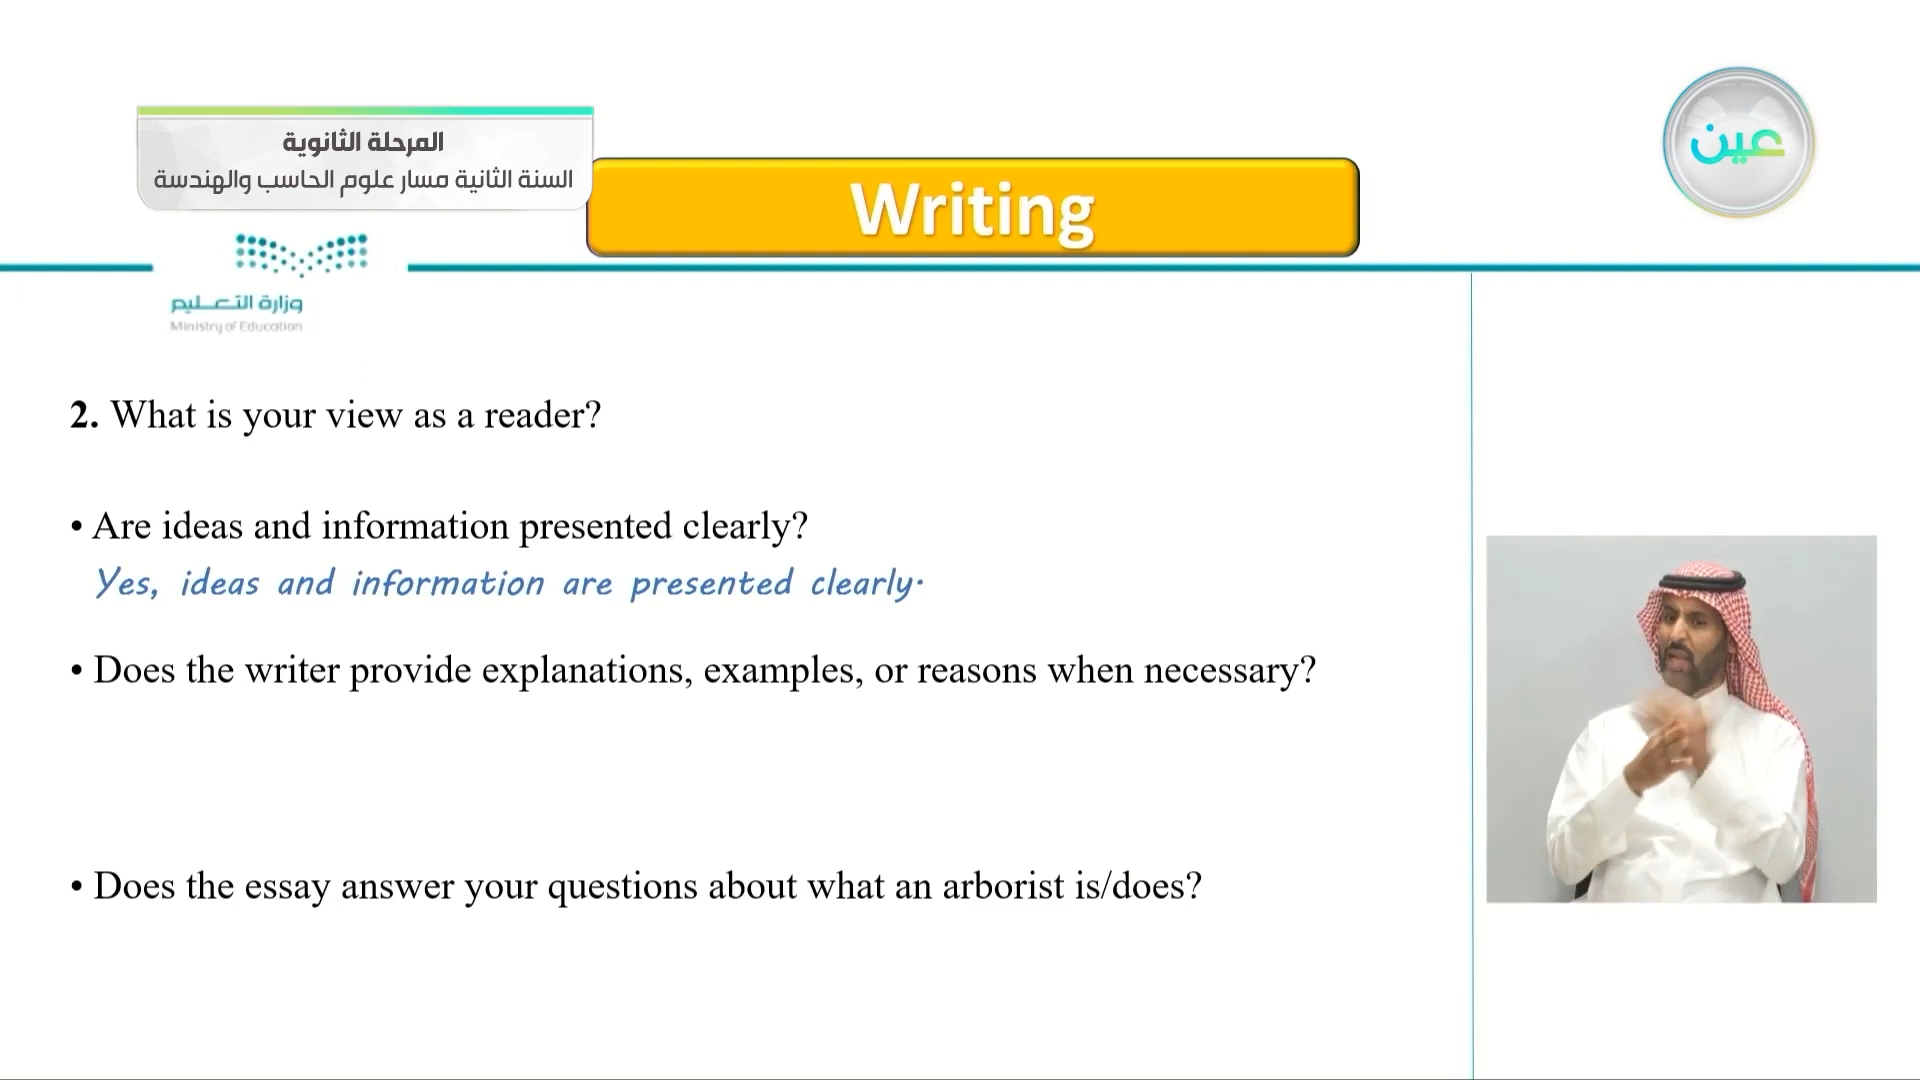 المرحلة الثانوية
السنة الثانية مسار علوم الحاسب والهندسة
عين
Writing
وزارة التعليم
Ministry of Education
2. What is your view as a reader?
• Are ideas and information presented clearly?
Yes, ideas and information are presented clearly.
• Does the writer provide explanations, examples, or reasons when necessary?
• Does the essay answer your questions about what an arborist is/does?